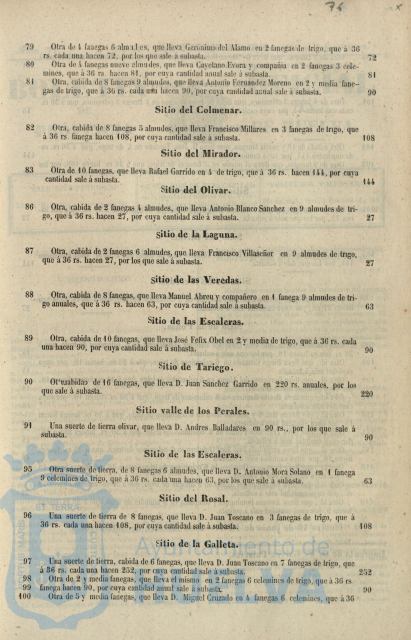 76
79 Otra de 4 fanegas 6 almudes, que lleva Gerónimo del Alamo en 2 fanegas de trigo, que á 36
rs. cada una hacen 72, por los que sale á subasta. 72
80 Otra de 4 fanegas nueve almudes, que lleva Cayetano Evora y compañía en 2 fanegas 3 cele-
mines, que á 36 rs. hacen 81, por cuya cantidad anual sale á subasta. 81
81 Otra, cabida de 8 fanegas 9 almudes, que lleva Antonio Fernandez Moreno en 2 y media fane-
gas de trigo, que á 36 rs. cada una hacen 90, por cuya cantidad sale á subasta. 90
Sitio del Colmenar.
82 Otra, cabida de 8 fanegas 5 almudes, que lleva Francisco Millares en 3 fanegas de trigo, que
á 36 rs. fanega hacen 108, por cuya cantidad sale á subasta. 108
Sitio del Mirador.
83 Otra de 10 fanegas, que lleva Rafael Garrido en 4 de trigo, que á 36 rs. hacen 144, por cuya
cantidad sale á subasta. 144
Sitio del Olivar.
86 Otra, cabida de 2 fanegas 4 almudes, que lleva Antonio Blanco Sanchez en 9 almudes de tri-
go, que á 36 rs. hacen 27, por cuya cantidad sale á subasta. 27
Sitio de la Laguna.
87 Otra, cabida de 2 fanegas 6 almudes, que lleva Francisco Villaseñor en 9 almudes de trigo,
que á 36 rs. hacen 27, por los que sale á subasta. 27
Sitio de las Veredas.
88 Otra, cabida de 8 fanegas, que lleva Manuel Abreu y compañero en 1 fanega 9 almudes de tri-
go anuales, que á 36 rs. hacen 63, por cuya cantidad sale á subasta. 63
Sitio de las Escaleras.
89 Otra, cabida de 10 fanegas, que lleva José Felix Obel en 2 y media de trigo, que á 36 rs. cada
una hacen 90, por cuya cantidad sale á subasta. 90
Sitio de Tariego.
90 Otra cabida de 16 fanegas, que lleva D. Juan Sanchez Garrido en 220 rs. anuales, por los
que sale á subasta. 220
Sitio valle de los Perales.
91 Una suerte de tierra olivar, que lleva D. Andres Balladares en 90 rs., por los que sale á
subasta. 90
Sitio de las Escaleras.
95 Otra suerte de tierra, de 8 fanegas 6 almudes, que lleva D. Antonio Mora Solano en 1 fanega
9 celemines de trigo, que á 36 rs. cada una hacen 63, por los que sale á subasta. 63
Sitio del Rosal.
96 Una suerte de tierra de 8 fanegas, que lleva D. Juan Toscano en 3 fanegas de trigo, que á
36 rs. cada una hacen 108, por cuya cantidad sale á subasta. 108
Sitio de la Galleta.
97 Una suerte de tierra, cabida de 6 fanegas, que lleva D. Juan Toscano en 7 fanegas de trigo, que
á 36 rs. cada una hacen 252, por cuya cantidad sale á subasta. 252
98 Otra de 2 y media fanegas, que lleva el mismo en 2 fanegas 6 celemines de trigo, que á 36 rs.
99 fanega hacen 90, por cuya cantidad anual sale á subasta. 90
100 Otra de 5 y media fanegas, que lleva D. Miguel Cruzado en 4 fanegas 6 celemines, que á 36
Ayuntamiento de